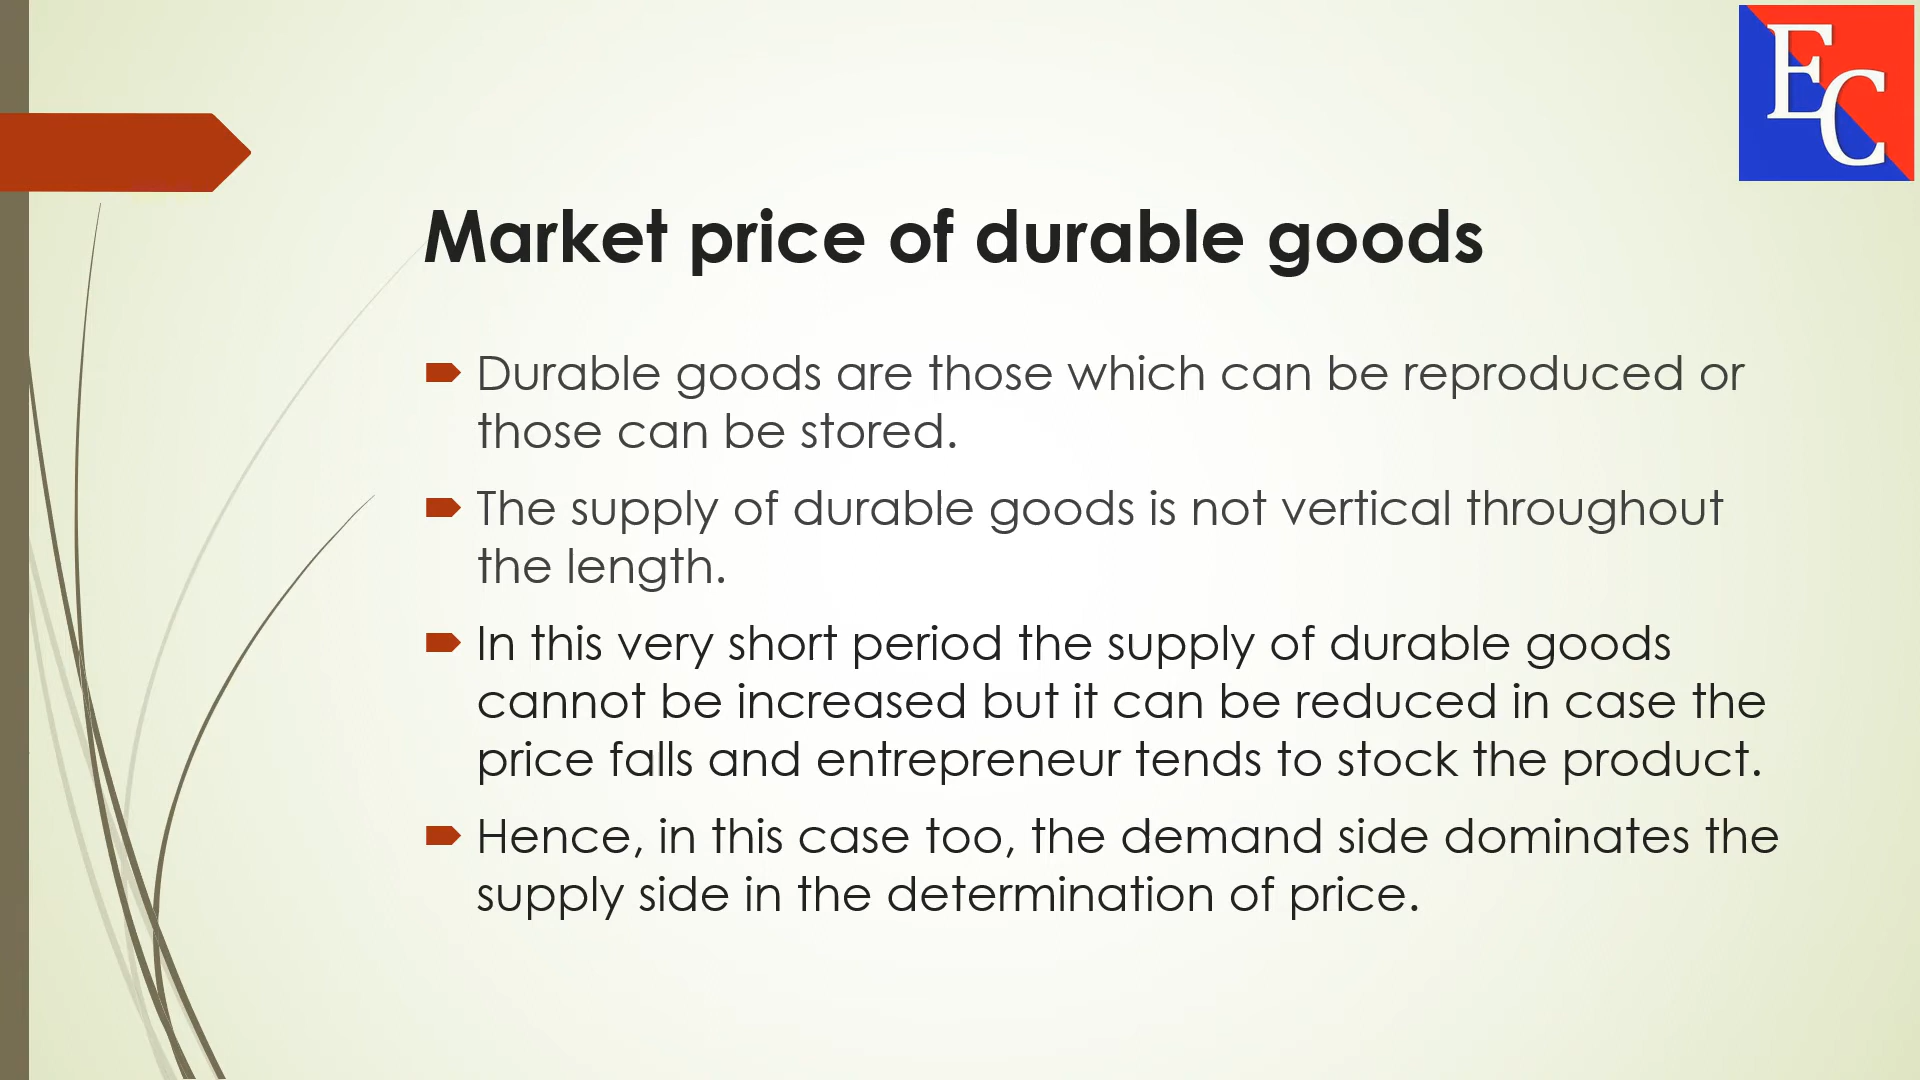 EC
Market price of durable goods
Durable goods are those which can be reproduced or
those can be stored.
The supply of durable goods is not vertical throughout
the length.
In this very short period the supply of durable goods
cannot be increased but it can be reduced in case the
price falls and entrepreneur tends to stock the product.
Hence, in this case too, the demand side dominates the
supply side in the determination of price.